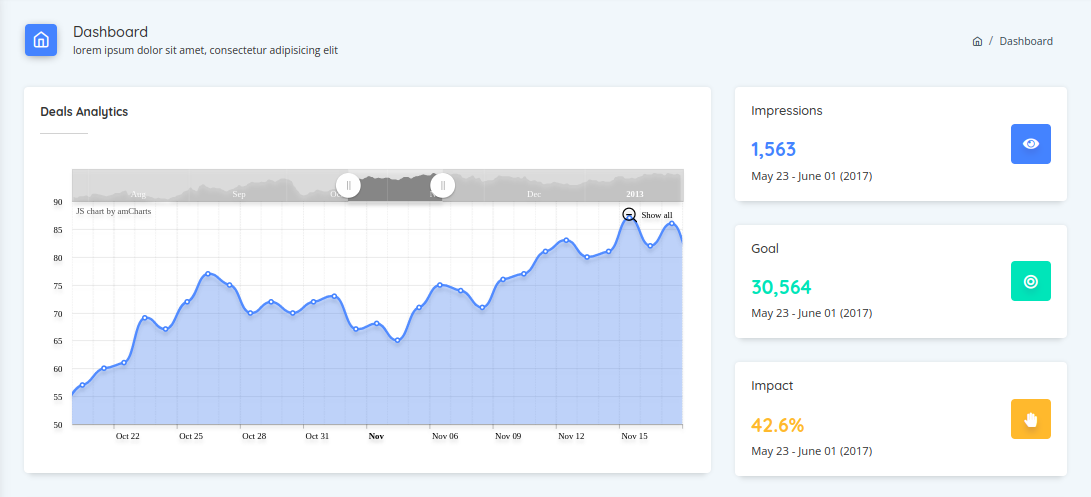 Dashboard
lorem ipsum dolor sit amet, consectetur adipisicing elit
/ Dashboard
Deals Analytics
Aug Sep Dec 2013
JS chart by amCharts
Show all
90
85
80
75
70
65
60
55
50
Oct 22 Oct 25 Oct 28 Oct 31 Nov Nov 06 Nov 09 Nov 12 Nov 15
Impressions
1,563
May 23 - June 01 (2017)
Goal
30,564
May 23 - June 01 (2017)
Impact
42.6%
May 23 - June 01 (2017)